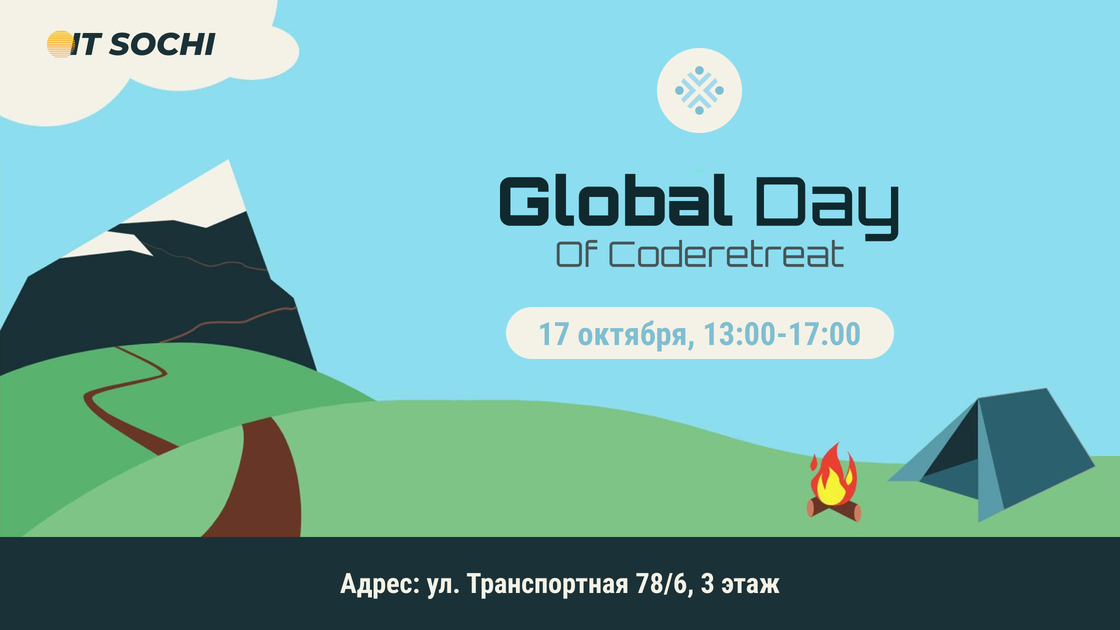 IT SOCHI
Global Day
Of Coderetreat
17 октября, 13:00-17:00
Адрес: ул. Транспортная 78/6, 3 этаж